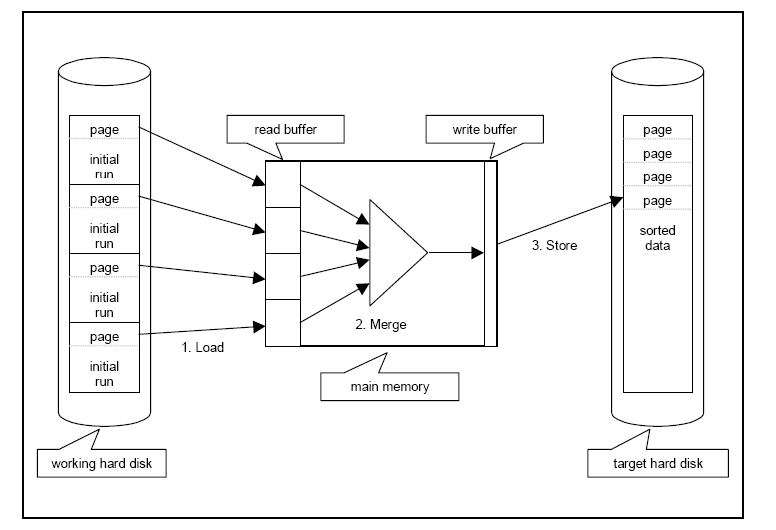 page
initial
run
page
initial
run
page
initial
run
page
initial
run
working hard disk
1. Load
read buffer
write buffer
2. Merge
main memory
3. Store
page
page
page
page
sorted
data
target hard disk